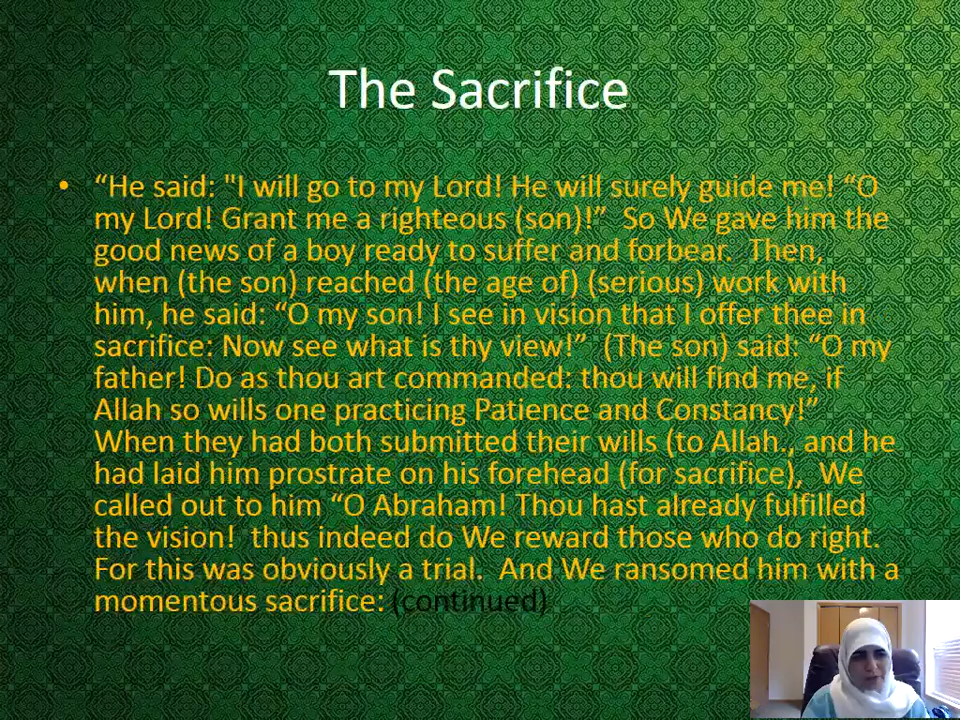 The Sacrifice
• “He said: "I will go to my Lord! He will surely guide me! “O
my Lord! Grant me a righteous (son)!” So We gave him the
good news of a boy ready to suffer and forbear. Then,
when (the son) reached (the age of) (serious) work with
him, he said: “O my son! I see in vision that I offer thee in
sacrifice: Now see what is thy view!” (The son) said: “O my
father! Do as thou art commanded: thou will find me, if
Allah so wills one practicing Patience and Constancy!”
When they had both submitted their wills (to Allah., and he
had laid him prostrate on his forehead (for sacrifice), We
called out to him “O Abraham! Thou hast already fulfilled
the vision! thus indeed do We reward those who do right.
For this was obviously a trial. And We ransomed him with a
momentous sacrifice: (continued)